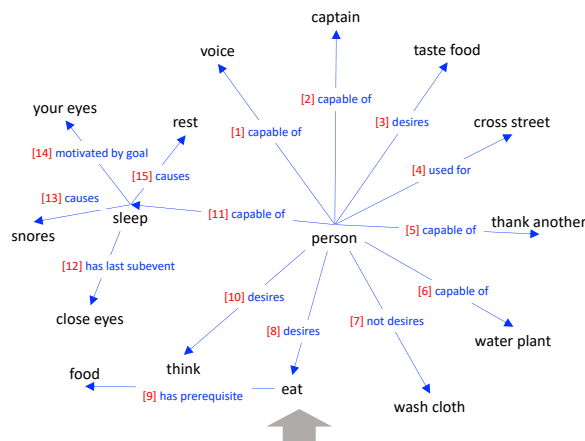 captain
voice
taste food
your eyes
rest
[2] capable of
cross street
[3] desires
[1] capable of
[14] motivated by goal
[15] causes
[4] used for
[13] causes
sleep
[11] capable of
[5] capable of
thank another
snores
person
[12] has last subevent
[6] capable of
[10] desires
close eyes
[8] desires
[7] not desires
water plant
think
food
eat
[9] has prerequisite
wash cloth